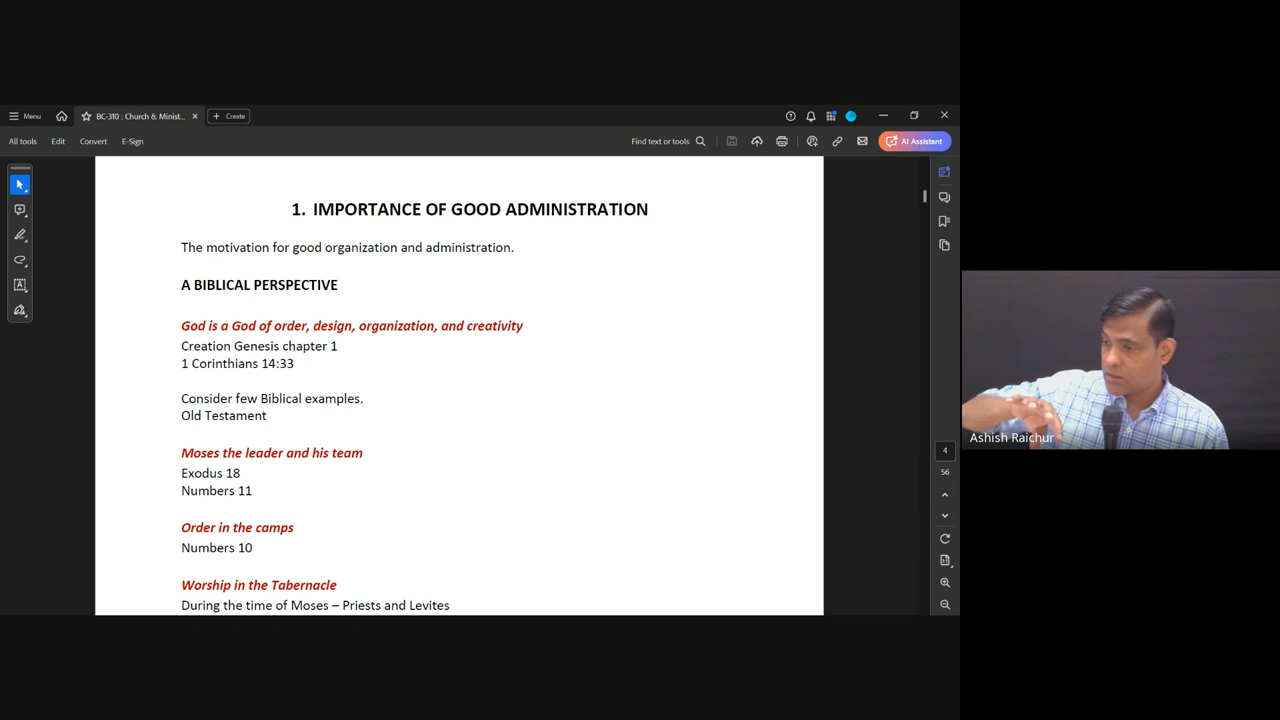 Menu
BC-310 : Church & Minist...
Create
All tools
Edit
Convert
E-Sign
Find text or tools
AI Assistant
1. IMPORTANCE OF GOOD ADMINISTRATION
The motivation for good organization and administration.
A BIBLICAL PERSPECTIVE
God is a God of order, design, organization, and creativity
Creation Genesis chapter 1
1 Corinthians 14:33
Consider few Biblical examples.
Old Testament
Moses the leader and his team
Exodus 18
Numbers 11
Order in the camps
Numbers 10
Worship in the Tabernacle
During the time of Moses – Priests and Levites
4
56
Ashish Raichur